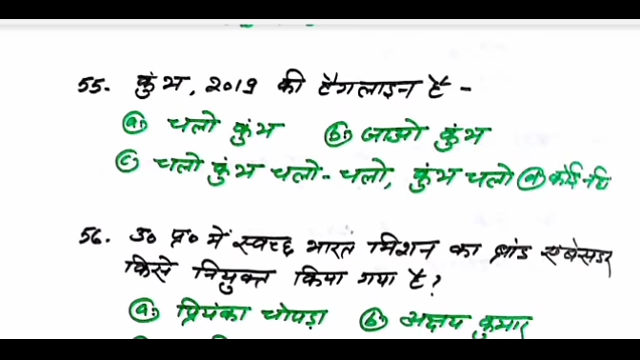 55. कुंभ, 2019 की टैगलाइन है -
(a) चलो कुंभ (b) जाओ कुंभ
(c) चलो कुंभ चलो - चलो, कुंभ चलो (d) कोई नहीं
56. उ० प्र० में स्वच्छ भारत मिशन का ब्रांड एम्बेसडर
किसे नियुक्त किया गया है?
(a) प्रियंका चोपड़ा (b) अक्षय कुमार